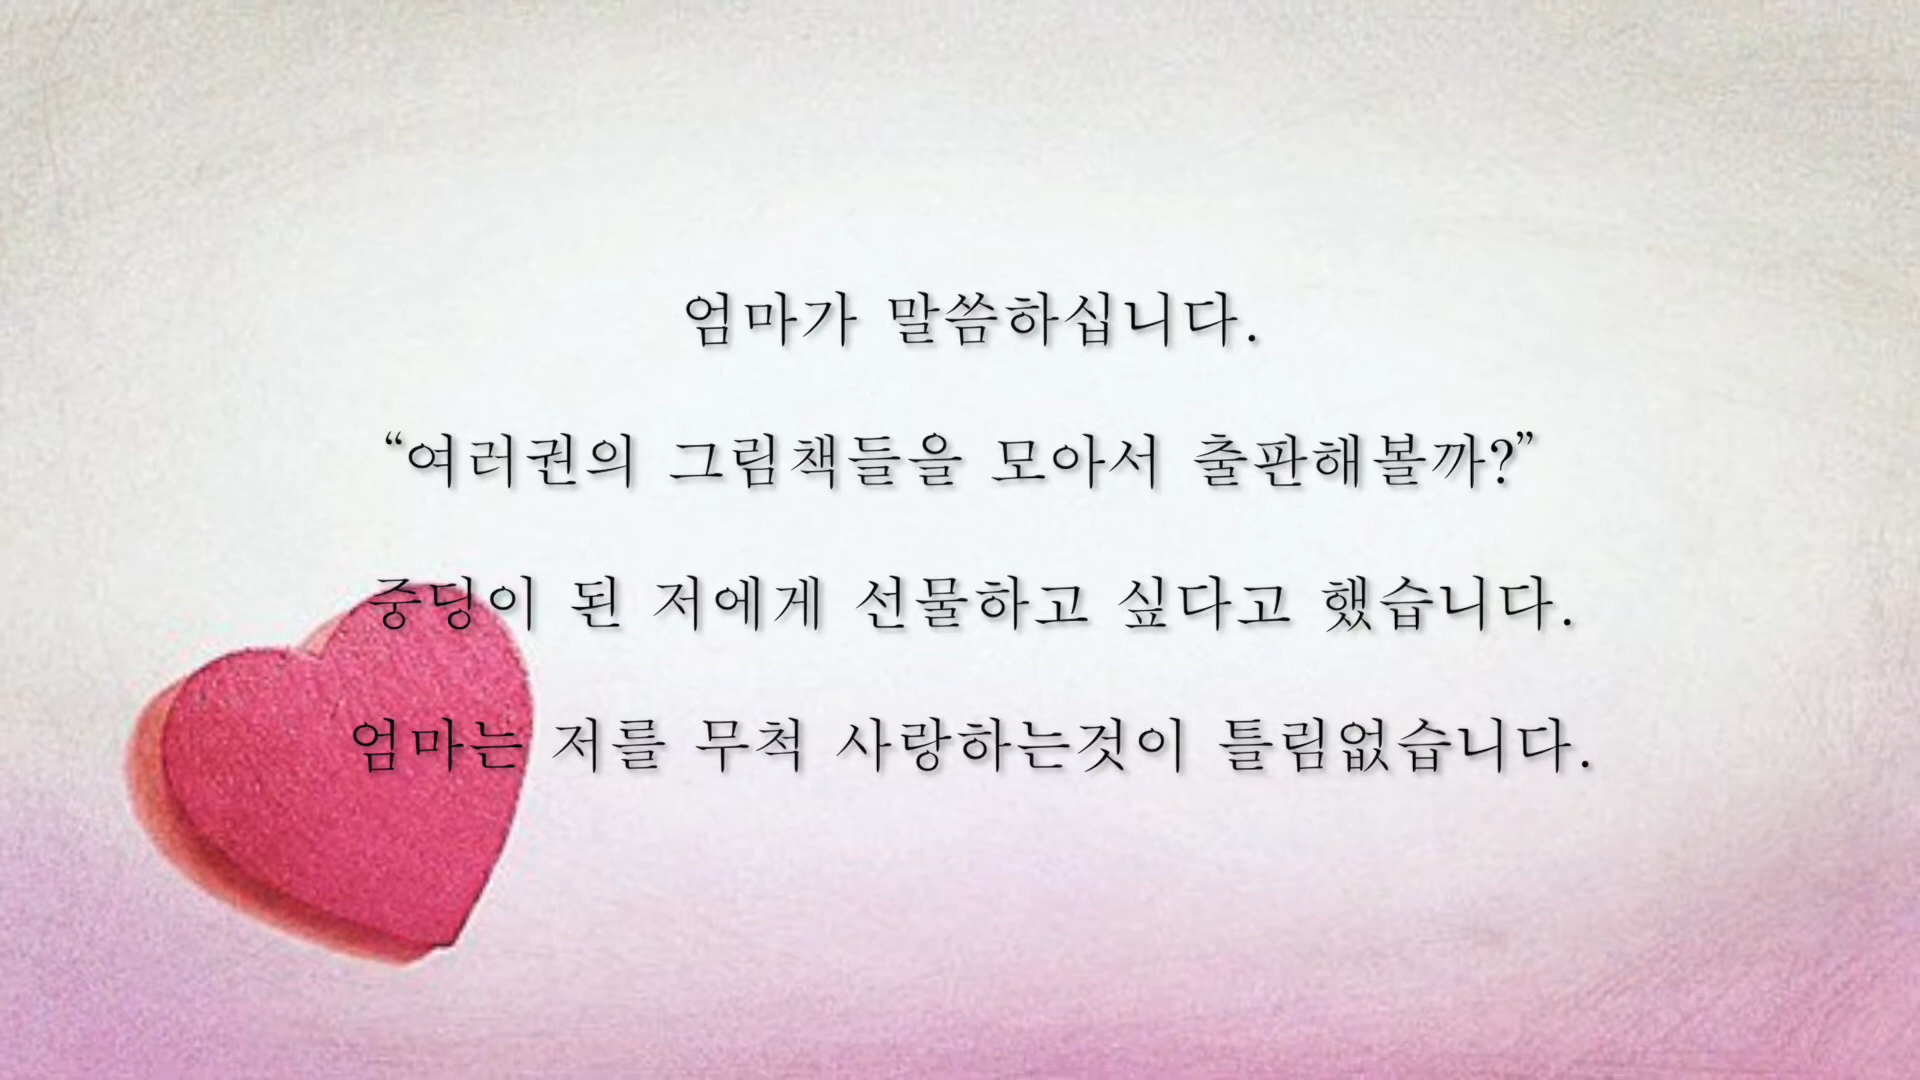 엄마가 말씀하십니다.
“여러권의 그림책들을 모아서 출판해볼까?”
중딩이 된 저에게 선물하고 싶다고 했습니다.
엄마는 저를 무척 사랑하는것이 틀림없습니다.